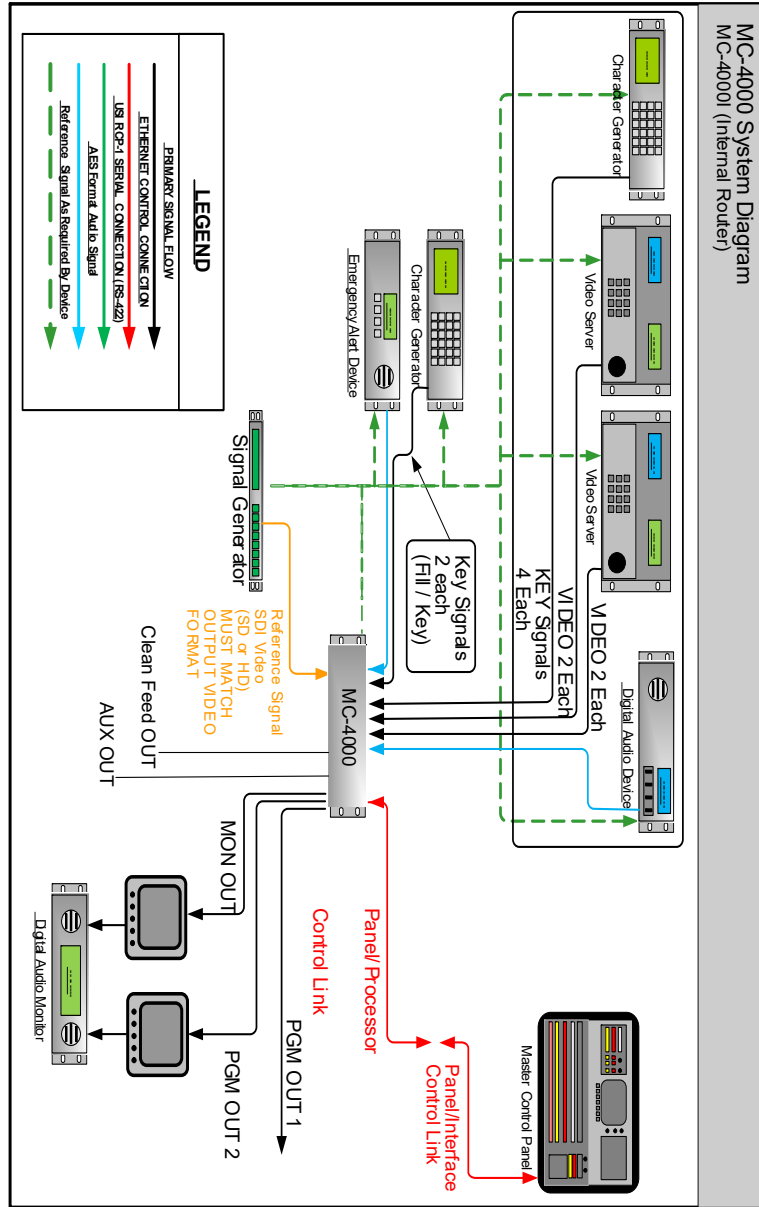 MC-4000 System Diagram
MC-4000I (Internal Router)
Character Generator
Video Server
Video Server
Digital Audio Device
VIDEO 2 Each
VIDEO 2 Each
KEY Signals
4 Each
Character Generator
Emergency Alert Device
Key Signals
2 each
(Fill / Key)
Signal Generator
Reference Signal
SDI Video
(SD or HD)
MUST MATCH
OUTPUT VIDEO
FORMAT
MC-4000
Clean Feed OUT
AUX OUT
MON OUT
PGM OUT 2
PGM OUT 1
Digital Audio Monitor
Panel/Processor
Control Link
Panel/Interface
Control Link
Master Control Panel
LEGEND
PRIMARY SIGNAL FLOW
ETHERNET CONTROL CONNECTION
USI RCP-1 SERIAL CONNECTION (RS-422)
AES Format Audio Signal
Reference Signal As Required By Device